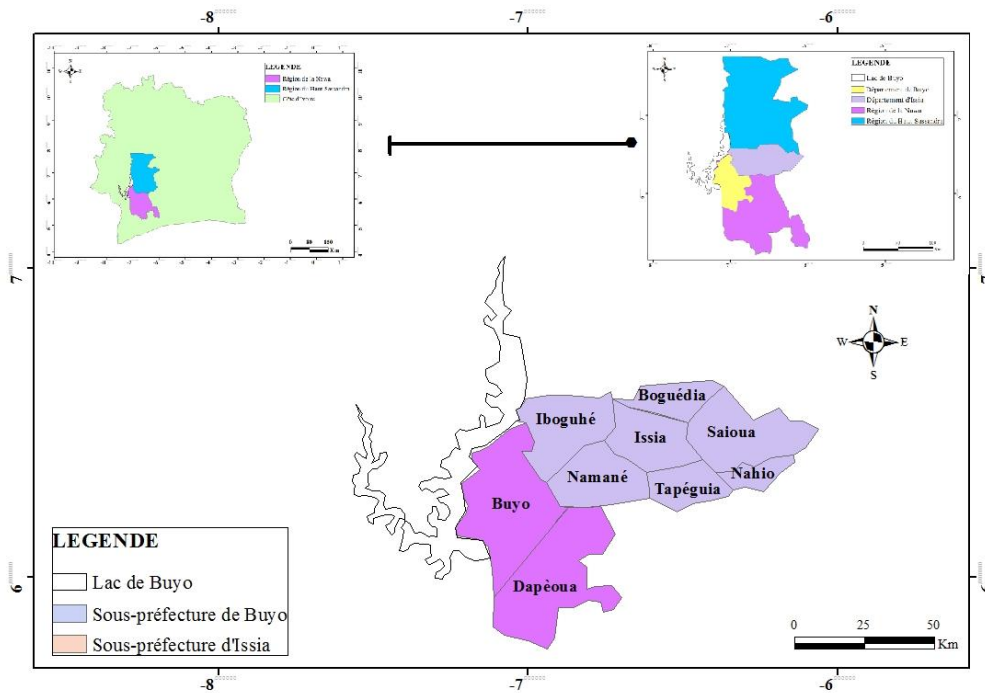 -8
-7
-6
LEGENDE
Région de la Nawa
Région du Haut Sassandra
Côte d'Ivoire
Km
LEGENDE
Lac de Buyo
Département de Buyo
Département d'Issia
Région de la Nawa
Région du Haut Sassandra
7
N
W
E
S
Boguédia
Iboguhé
Issia
Saioua
Namané
Nahio
Tapéguia
Buyo
Dapèoua
LEGENDE
Lac de Buyo
Sous-préfecture de Buyo
Sous-préfecture d'Issia
6
0 25 50
Km
-8
-7
-6